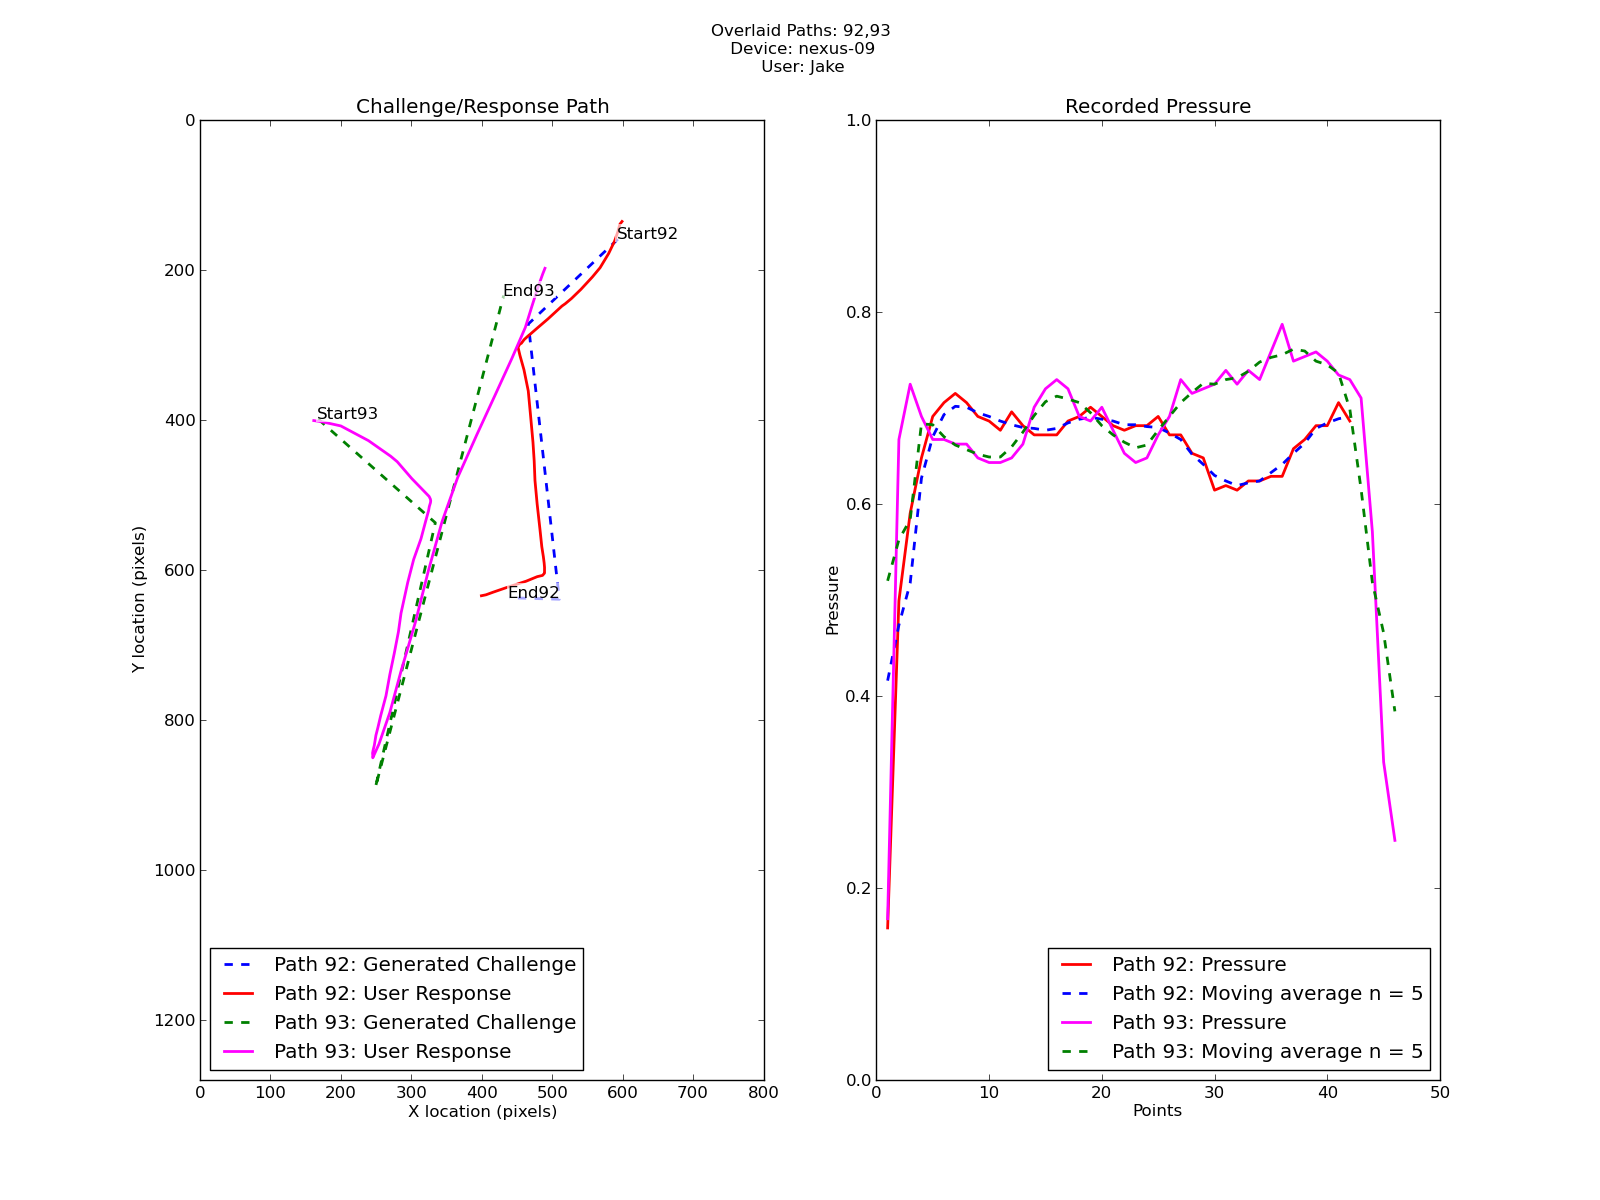 Overlaid Paths: 92,93
Device: nexus-09
User: Jake
Challenge/Response Path
0
200
400
600
800
1000
1200
Y location (pixels)
Start92
End93
Start93
End92
Path 92: Generated Challenge
Path 92: User Response
Path 93: Generated Challenge
Path 93: User Response
0 100 200 300 400 500 600 700 800
X location (pixels)
Recorded Pressure
1.0
0.8
0.6
0.4
0.2
0.0
Pressure
Path 92: Pressure
Path 92: Moving average n = 5
Path 93: Pressure
Path 93: Moving average n = 5
0 10 20 30 40 50
Points